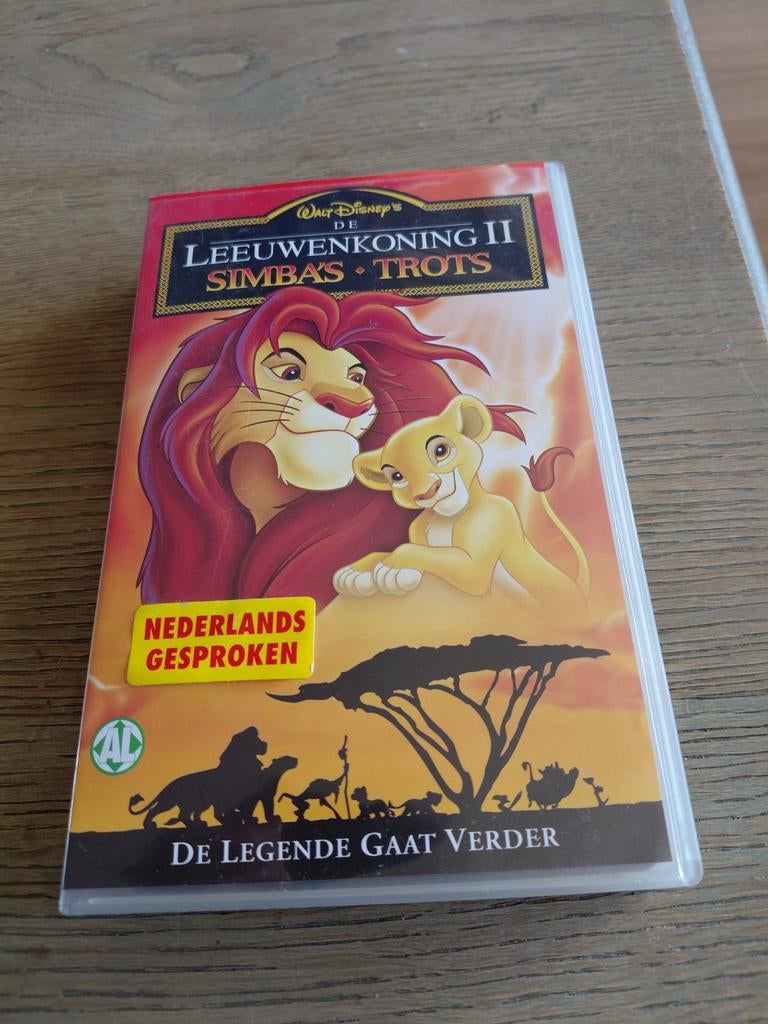 WALT DISNEY'S
DE
LEEUWENKONING II
SIMBA'S • TROTS
NEDERLANDS
GESPROKEN
AL
DE LEGENDE GAAT VERDER